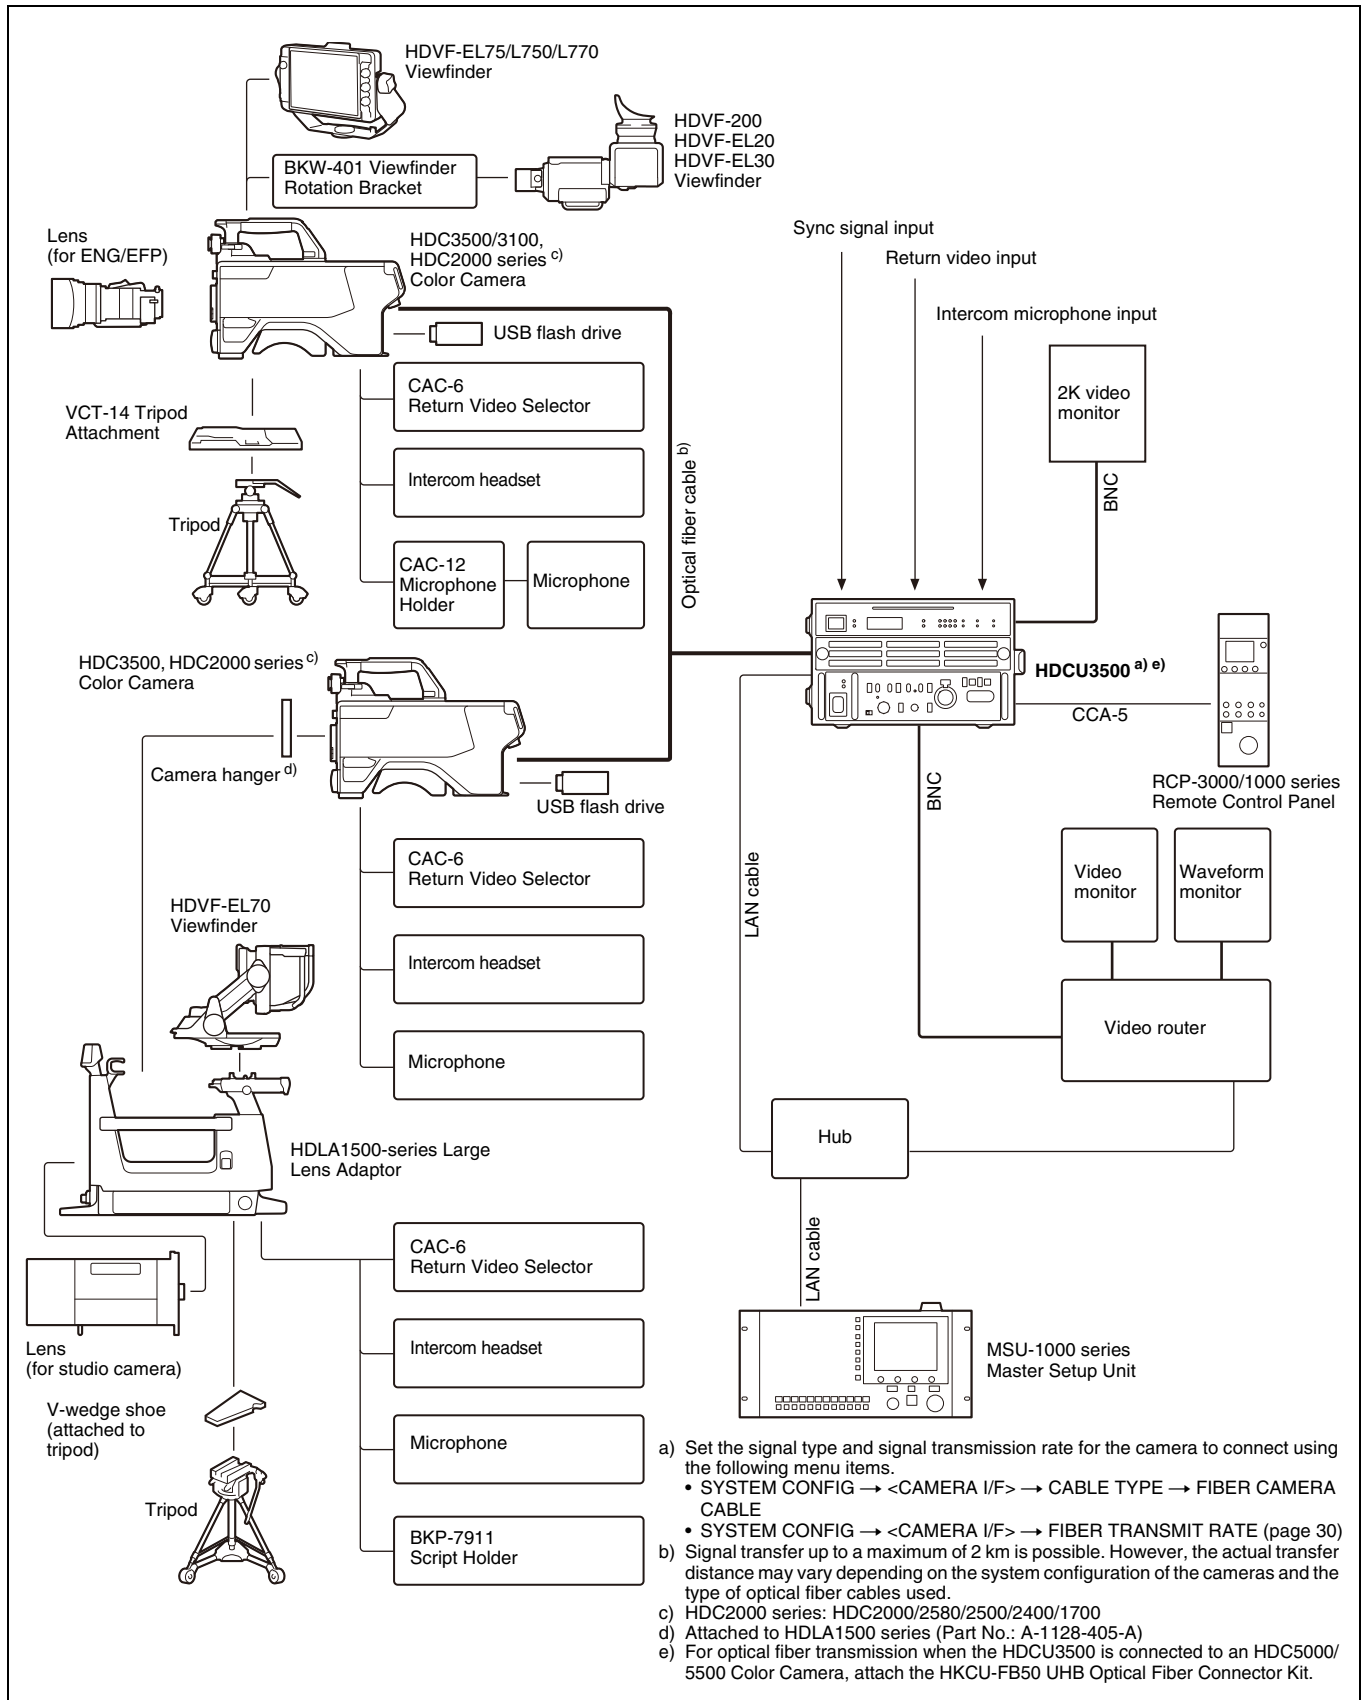 HDVF-EL75/L750/L770
Viewfinder
HDVF-200
HDVF-EL20
HDVF-EL30
Viewfinder
BKW-401 Viewfinder
Rotation Bracket
Lens
(for ENG/EFP)
HDC3500/3100,
HDC2000 series c)
Color Camera
USB flash drive
CAC-6
Return Video Selector
VCT-14 Tripod
Attachment
Intercom headset
Tripod
CAC-12
Microphone
Holder
Microphone
Optical fiber cable b)
Sync signal input
Return video input
Intercom microphone input
2K video
monitor
BNC
HDCU3500 a) e)
CCA-5
RCP-3000/1000 series
Remote Control Panel
HDC3500, HDC2000 series c)
Color Camera
Camera hanger d)
USB flash drive
CAC-6
Return Video Selector
HDVF-EL70
Viewfinder
Intercom headset
Microphone
BNC
LAN cable
Video
monitor
Waveform
monitor
Video router
Hub
LAN cable
HDLA1500-series Large
Lens Adaptor
CAC-6
Return Video Selector
Lens
(for studio camera)
Intercom headset
V-wedge shoe
(attached to
tripod)
Microphone
Tripod
BKP-7911
Script Holder
MSU-1000 series
Master Setup Unit
a) Set the signal type and signal transmission rate for the camera to connect using
the following menu items.
• SYSTEM CONFIG → <CAMERA I/F> → CABLE TYPE → FIBER CAMERA
CABLE
• SYSTEM CONFIG → <CAMERA I/F> → FIBER TRANSMIT RATE (page 30)
b) Signal transfer up to a maximum of 2 km is possible. However, the actual transfer
distance may vary depending on the system configuration of the cameras and the
type of optical fiber cables used.
c) HDC2000 series: HDC2000/2580/2500/2400/1700
d) Attached to HDLA1500 series (Part No.: A-1128-405-A)
e) For optical fiber transmission when the HDCU3500 is connected to an HDC5000/
5500 Color Camera, attach the HKCU-FB50 UHB Optical Fiber Connector Kit.